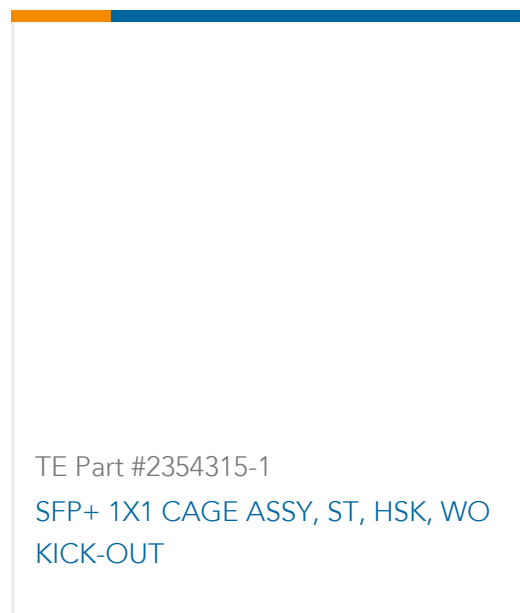 TE Part #2354315-1
SFP+ 1X1 CAGE ASSY, ST, HSK, WO
KICK-OUT